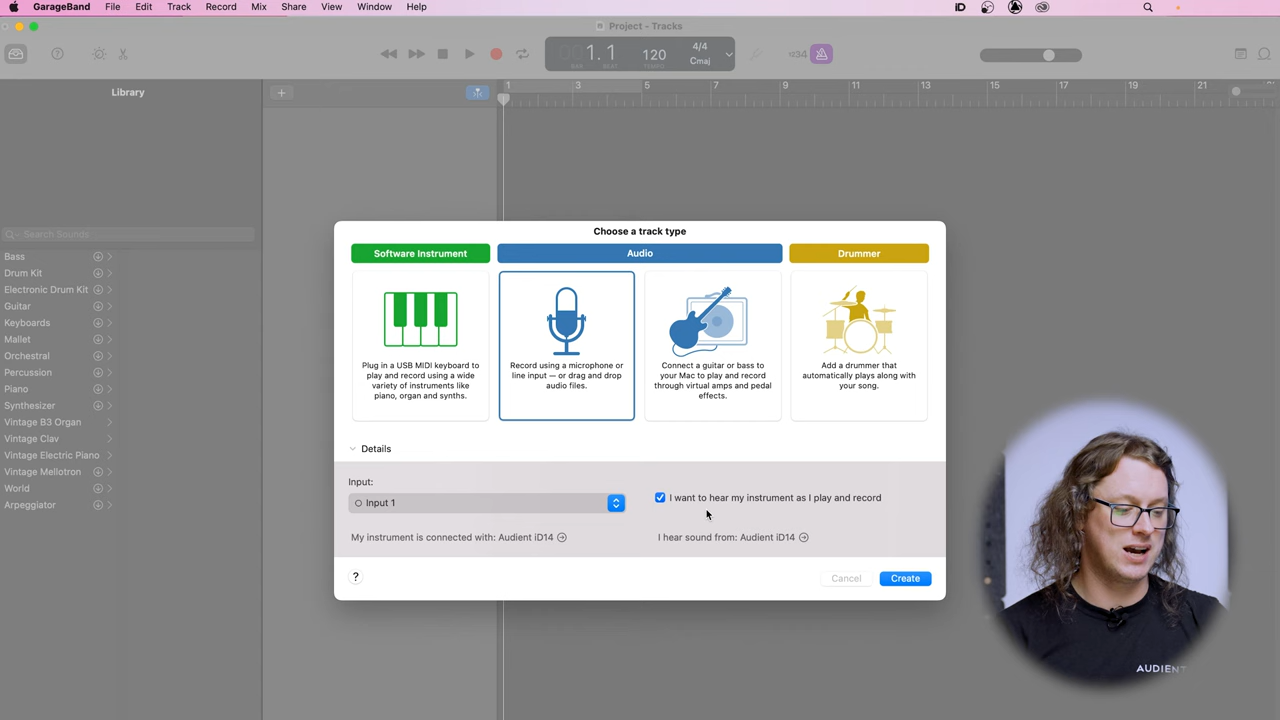 GarageBand File Edit Track Record Mix Share View Window Help
iD
Project - Tracks
1.1
BAR BEAT
120
TEMPO
4/4
Cmaj
1234
Library
1 3 5 7 9 11 13 15 17 19 21
Search Sounds
Bass
Drum Kit
Electronic Drum Kit
Guitar
Keyboards
Mallet
Orchestral
Percussion
Piano
Synthesizer
Vintage B3 Organ
Vintage Clav
Vintage Electric Piano
Vintage Mellotron
World
Arpeggiator
Choose a track type
Software Instrument
Audio
Drummer
Plug in a USB MIDI keyboard to
play and record using a wide
variety of instruments like
piano, organ and synths.
Record using a microphone or
line input — or drag and drop
audio files.
Connect a guitar or bass to
your Mac to play and record
through virtual amps and pedal
effects.
Add a drummer that
automatically plays along with
your song.
Details
Input:
Input 1
I want to hear my instrument as I play and record
My instrument is connected with: Audient iD14
I hear sound from: Audient iD14
?
Cancel
Create
AUDIENT